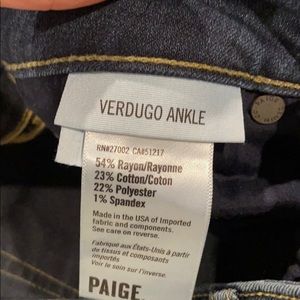 VERDUGO ANKLE
RN#27002 CA#51217
54% Rayon/Rayonne
23% Cotton/Coton
22% Polyester
1% Spandex
Made in the USA of Imported
fabric and components.
See care on reverse.
Fabriqué aux États-Unis à partir
de tissus et composants
importés
Voir le soin sur l'inverse.
PAIGE